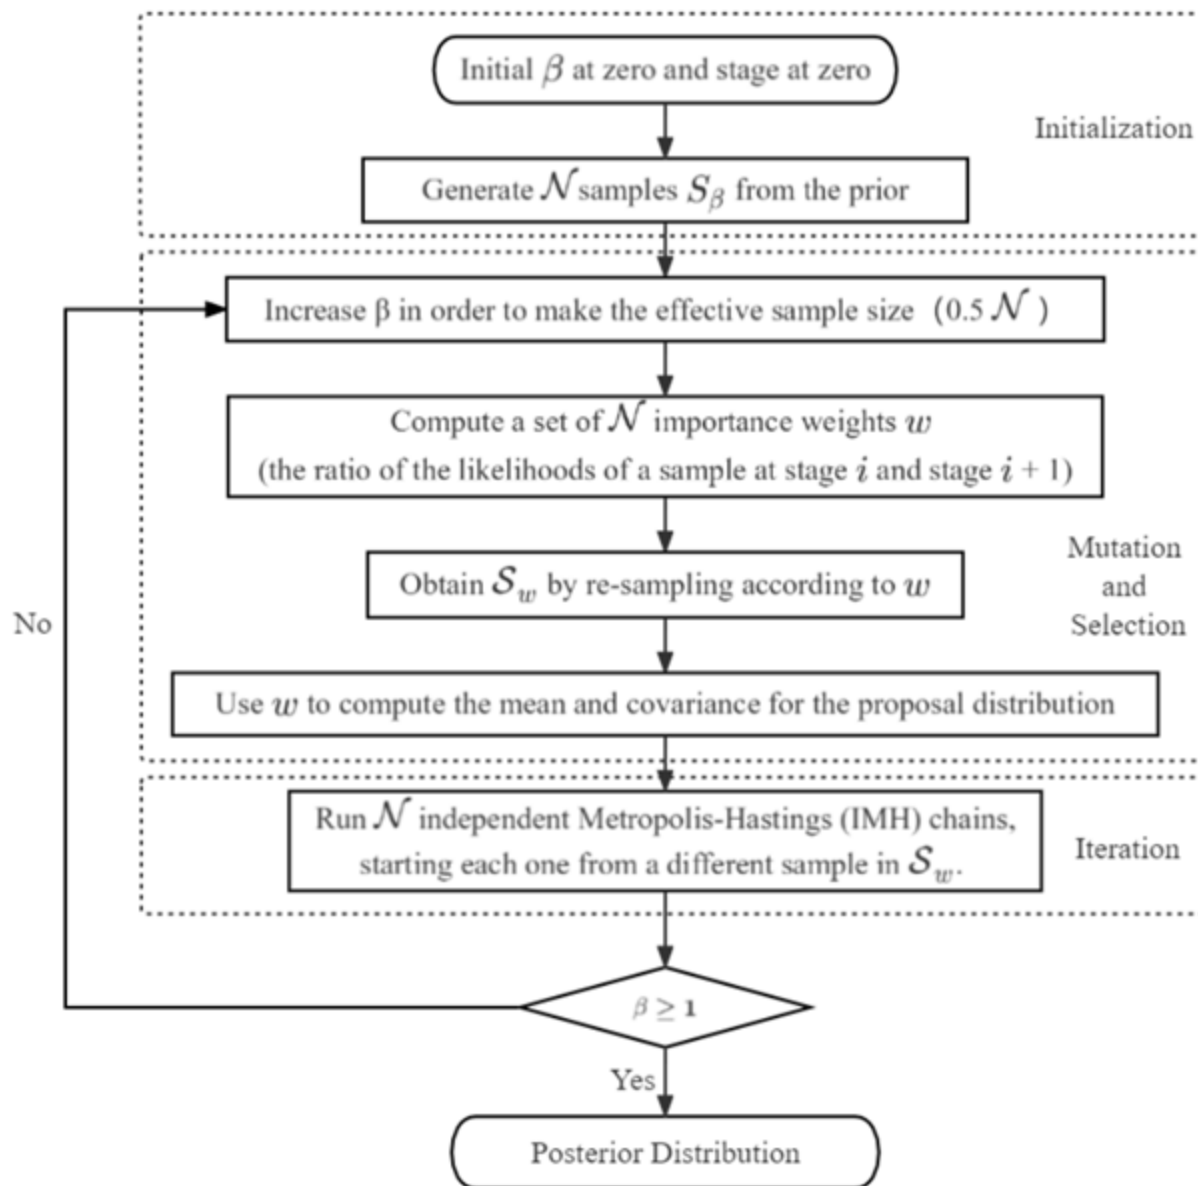 Initial β at zero and stage at zero
Initialization
Generate 𝒩 samples S_β from the prior
Increase β in order to make the effective sample size (0.5 𝒩 )
Compute a set of 𝒩 importance weights w
(the ratio of the likelihoods of a sample at stage i and stage i + 1)
Mutation
and
Selection
Obtain 𝒮_w by re-sampling according to w
No
Use w to compute the mean and covariance for the proposal distribution
Run 𝒩 independent Metropolis-Hastings (IMH) chains,
starting each one from a different sample in 𝒮_w.
Iteration
β ≥ 1
Yes
Posterior Distribution